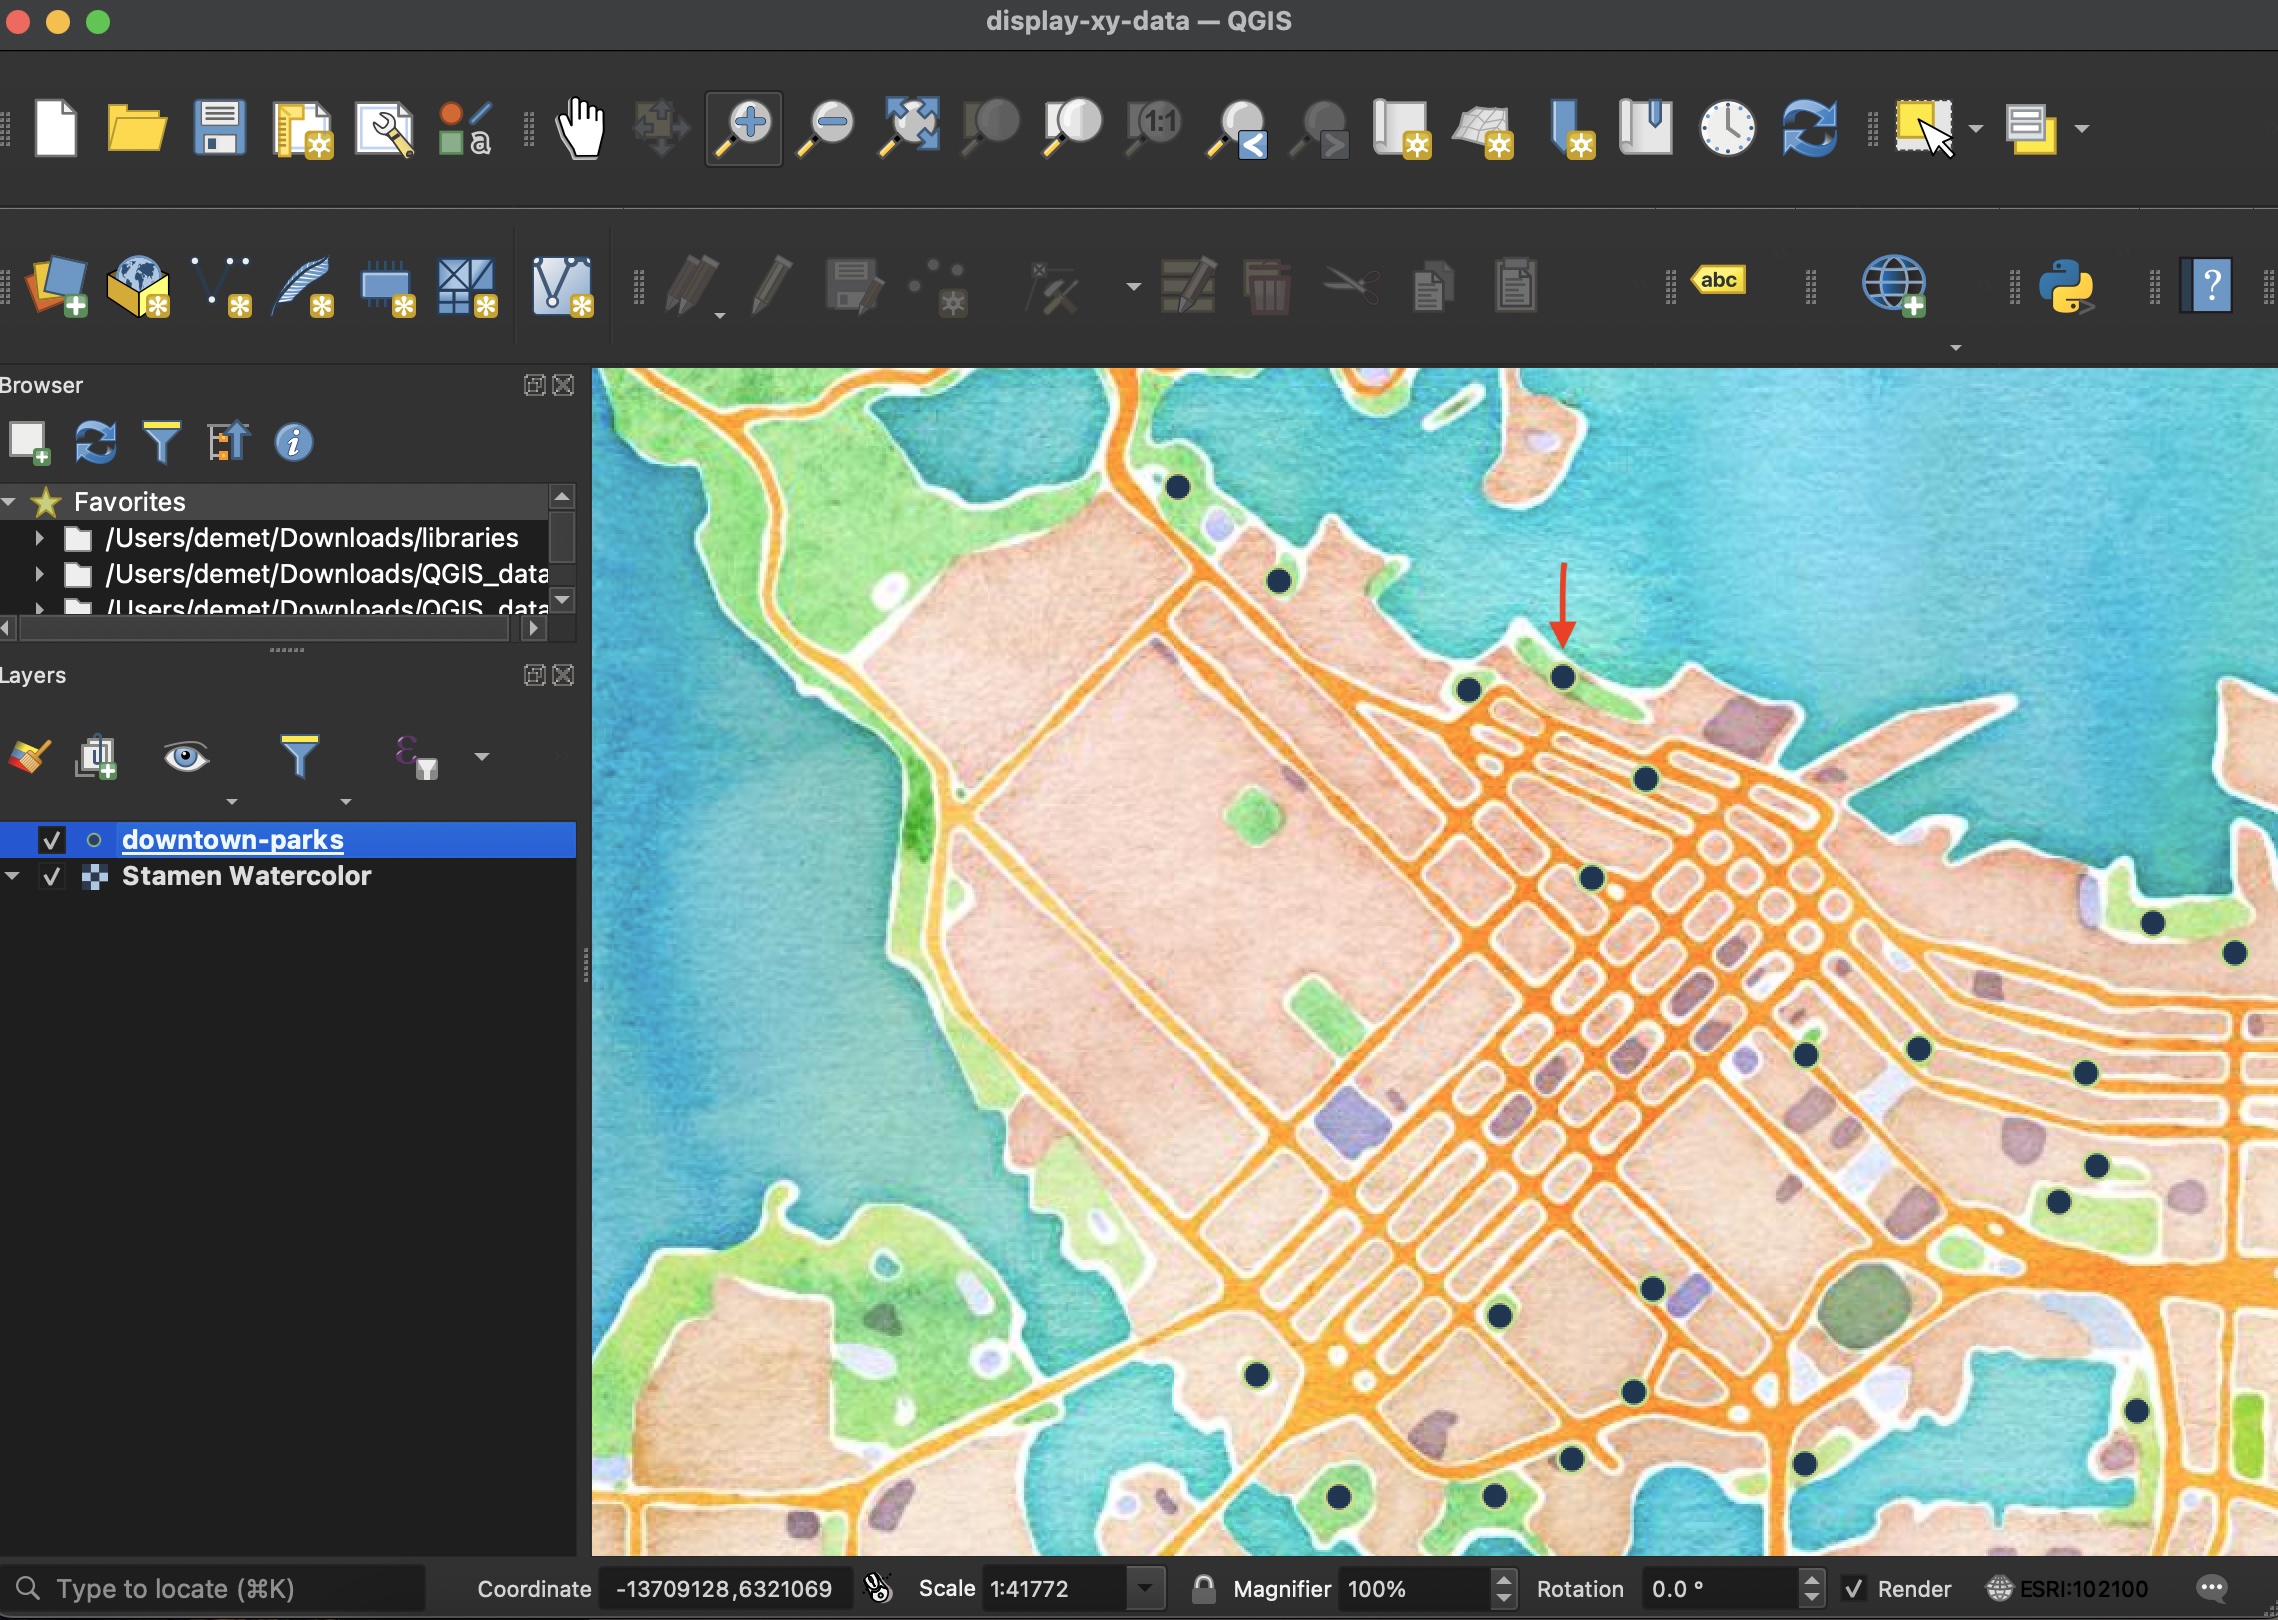 display-xy-data — QGIS
a
1:1
abc
?
Browser
i
Favorites
/Users/demet/Downloads/libraries
/Users/demet/Downloads/QGIS_data
/Users/demet/Downloads/QGIS_data
Layers
ε
downtown-parks
Stamen Watercolor
Type to locate (⌘K)
Coordinate -13709128,6321069 Scale 1:41772 Magnifier 100% Rotation 0.0 ° Render ESRI:102100